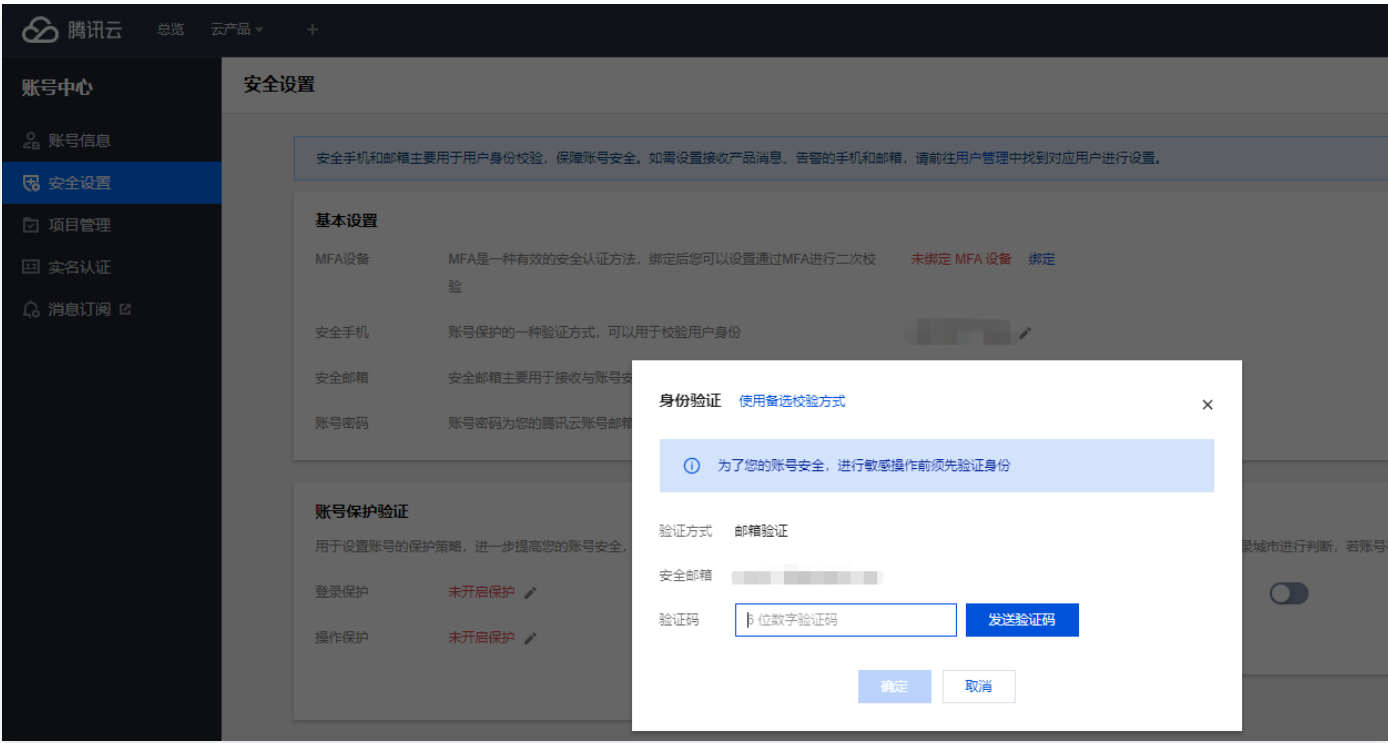 腾讯云 总览 云产品
账号中心
安全设置
账号信息
安全设置
项目管理
实名认证
消息订阅
安全手机和邮箱主要用于用户身份校验，保障账号安全。如需设置接收产品消息、告警的手机和邮箱，请前往用户管理中找到对应用户进行设置。
基本设置
MFA设备 MFA是一种有效的安全认证方法，绑定后您可以设置通过MFA进行二次校 未绑定 MFA 设备 绑定
验
安全手机 账号保护的一种验证方式，可以用于校验用户身份
安全邮箱 安全邮箱主要用于接收与账号安
账号密码 账号密码为您的腾讯云账号邮箱
账号保护验证
用于设置账号的保护策略，进一步提高您的账号安全， 录城市进行判断，若账号
登录保护 未开启保护
操作保护 未开启保护
身份验证 使用备选校验方式
为了您的账号安全，进行敏感操作前须先验证身份
验证方式 邮箱验证
安全邮箱
验证码 6 位数字验证码 发送验证码
确定 取消